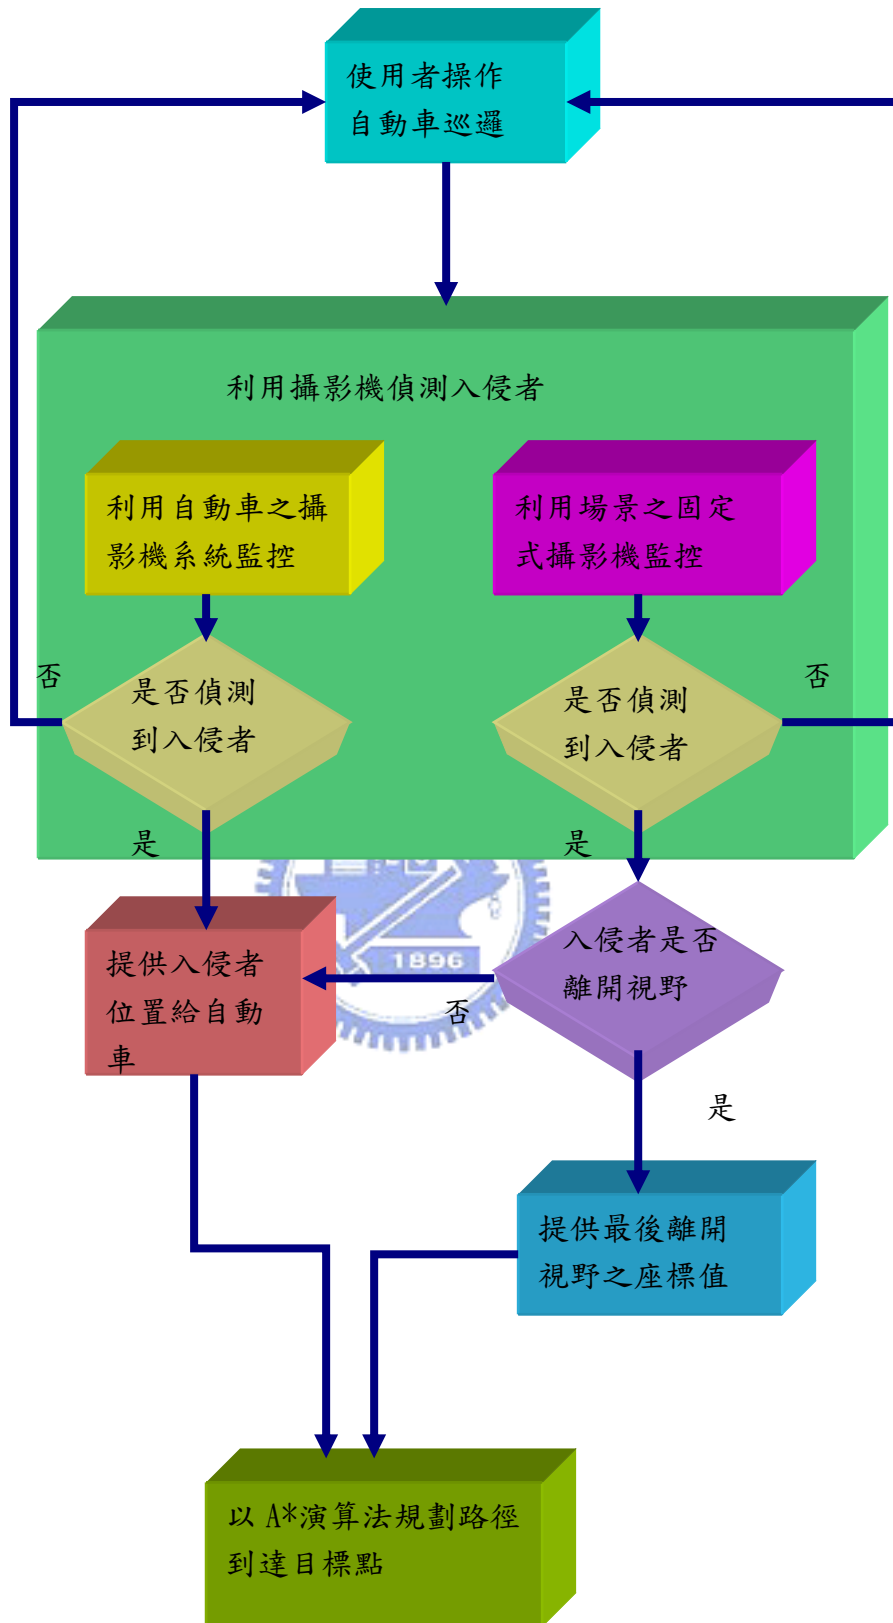 使用者操作
自動車巡邏
利用攝影機偵測入侵者
利用自動車之攝
影機系統監控
利用場景之固定
式攝影機監控
否
是否偵測
到入侵者
是否偵測
到入侵者
否
是
是
提供入侵者
位置給自動
車
1896
入侵者是否
離開視野
否
是
提供最後離開
視野之座標值
以 A*演算法規劃路徑
到達目標點